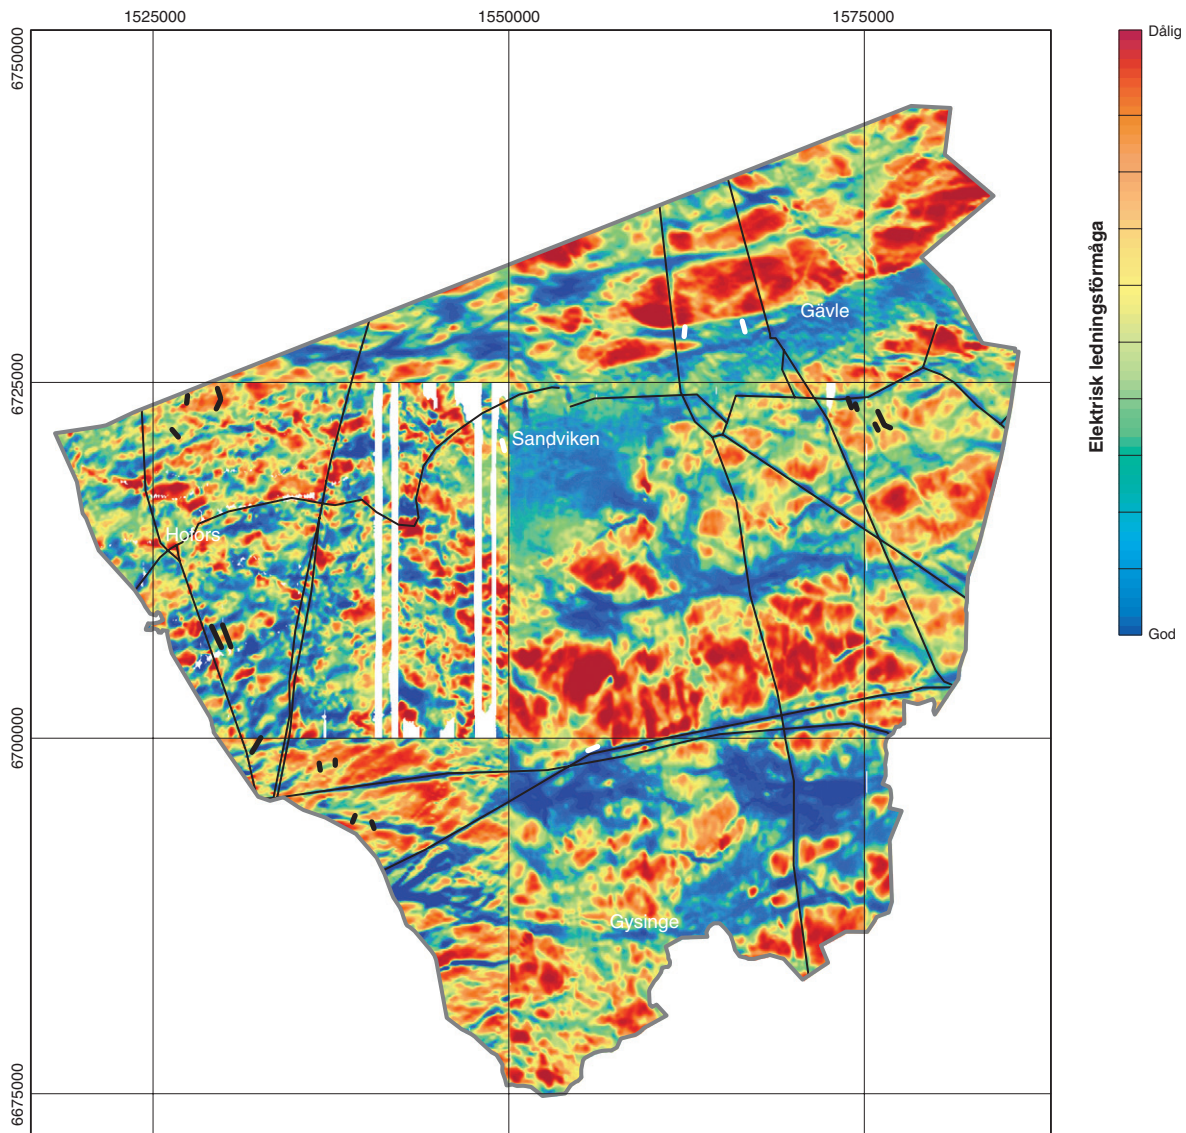 1525000 1550000 1575000
6750000
Dålig
Elektrisk ledningsförmåga
Gävle
6725000
Sandviken
Hofors
God
6700000
Gysinge
6675000